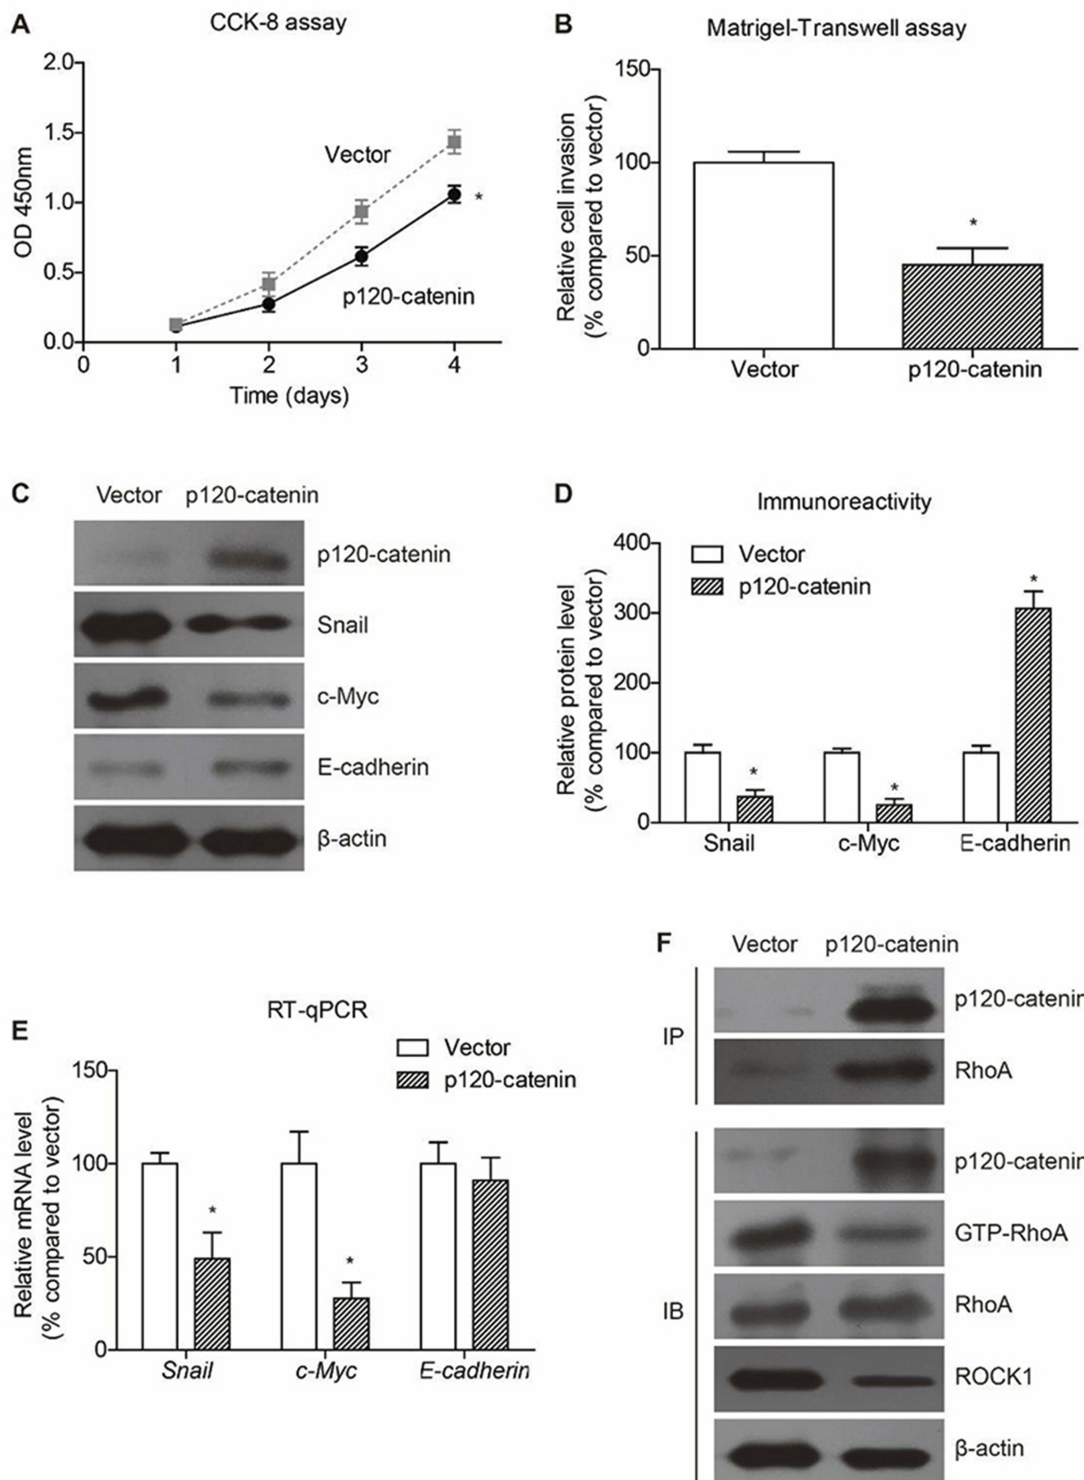 A
CCK-8 assay
2.0
1.5
1.0
0.5
0.0
OD 450nm
Vector
*
p120-catenin
0 1 2 3 4
Time (days)
B
Matrigel-Transwell assay
Relative cell invasion
(% compared to vector)
150
100
50
0
*
Vector p120-catenin
C
Vector p120-catenin
p120-catenin
Snail
c-Myc
E-cadherin
β-actin
D
Immunoreactivity
Relative protein level
(% compared to vector)
400
300
200
100
0
Vector
p120-catenin
* * *
Snail c-Myc E-cadherin
E
RT-qPCR
Vector
p120-catenin
Relative mRNA level
(% compared to vector)
150
100
50
0
* *
Snail c-Myc E-cadherin
F
Vector p120-catenin
IP
p120-catenin
RhoA
IB
p120-catenin
GTP-RhoA
RhoA
ROCK1
β-actin